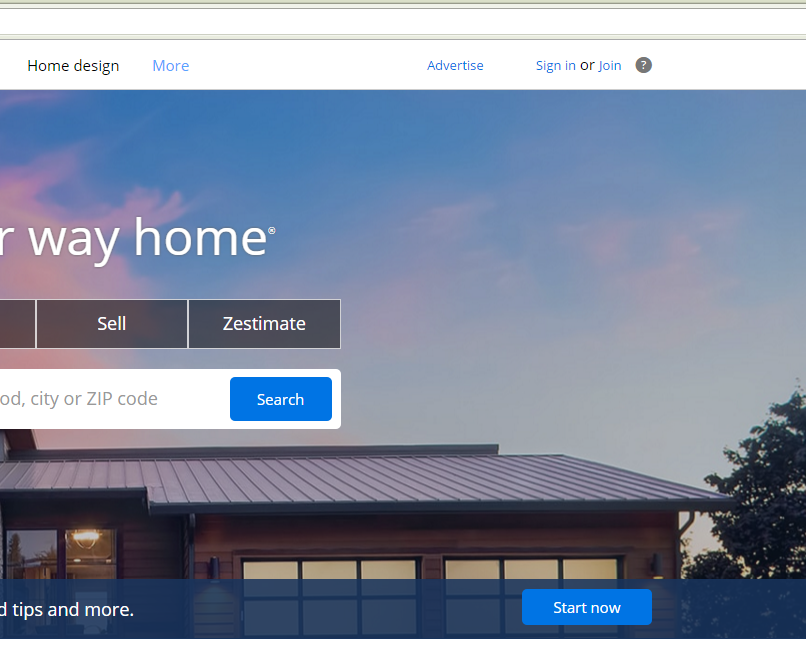 Home design More Advertise Sign in or Join ?
way home®
Sell Zestimate
city or ZIP code Search
tips and more. Start now